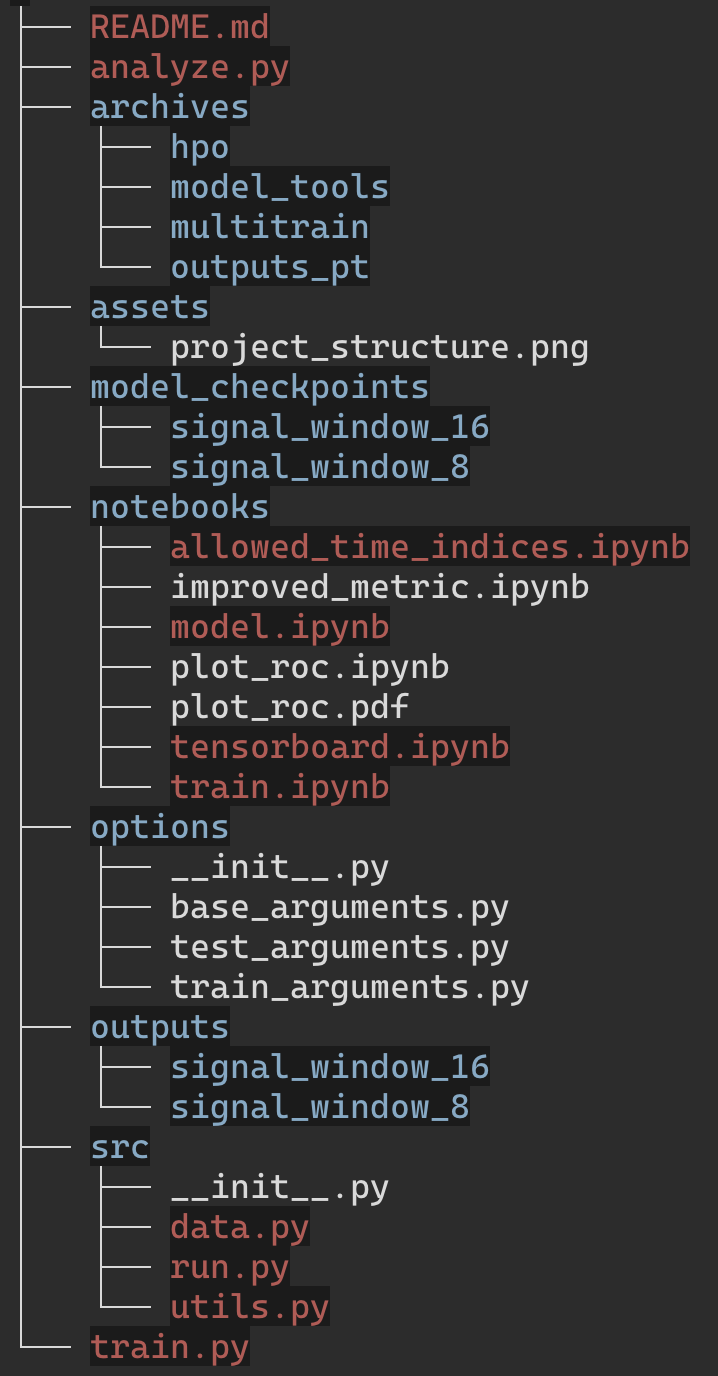 README.md
analyze.py
archives
hpo
model_tools
multitrain
outputs_pt
assets
project_structure.png
model_checkpoints
signal_window_16
signal_window_8
notebooks
allowed_time_indices.ipynb
improved_metric.ipynb
model.ipynb
plot_roc.ipynb
plot_roc.pdf
tensorboard.ipynb
train.ipynb
options
__init__.py
base_arguments.py
test_arguments.py
train_arguments.py
outputs
signal_window_16
signal_window_8
src
__init__.py
data.py
run.py
utils.py
train.py